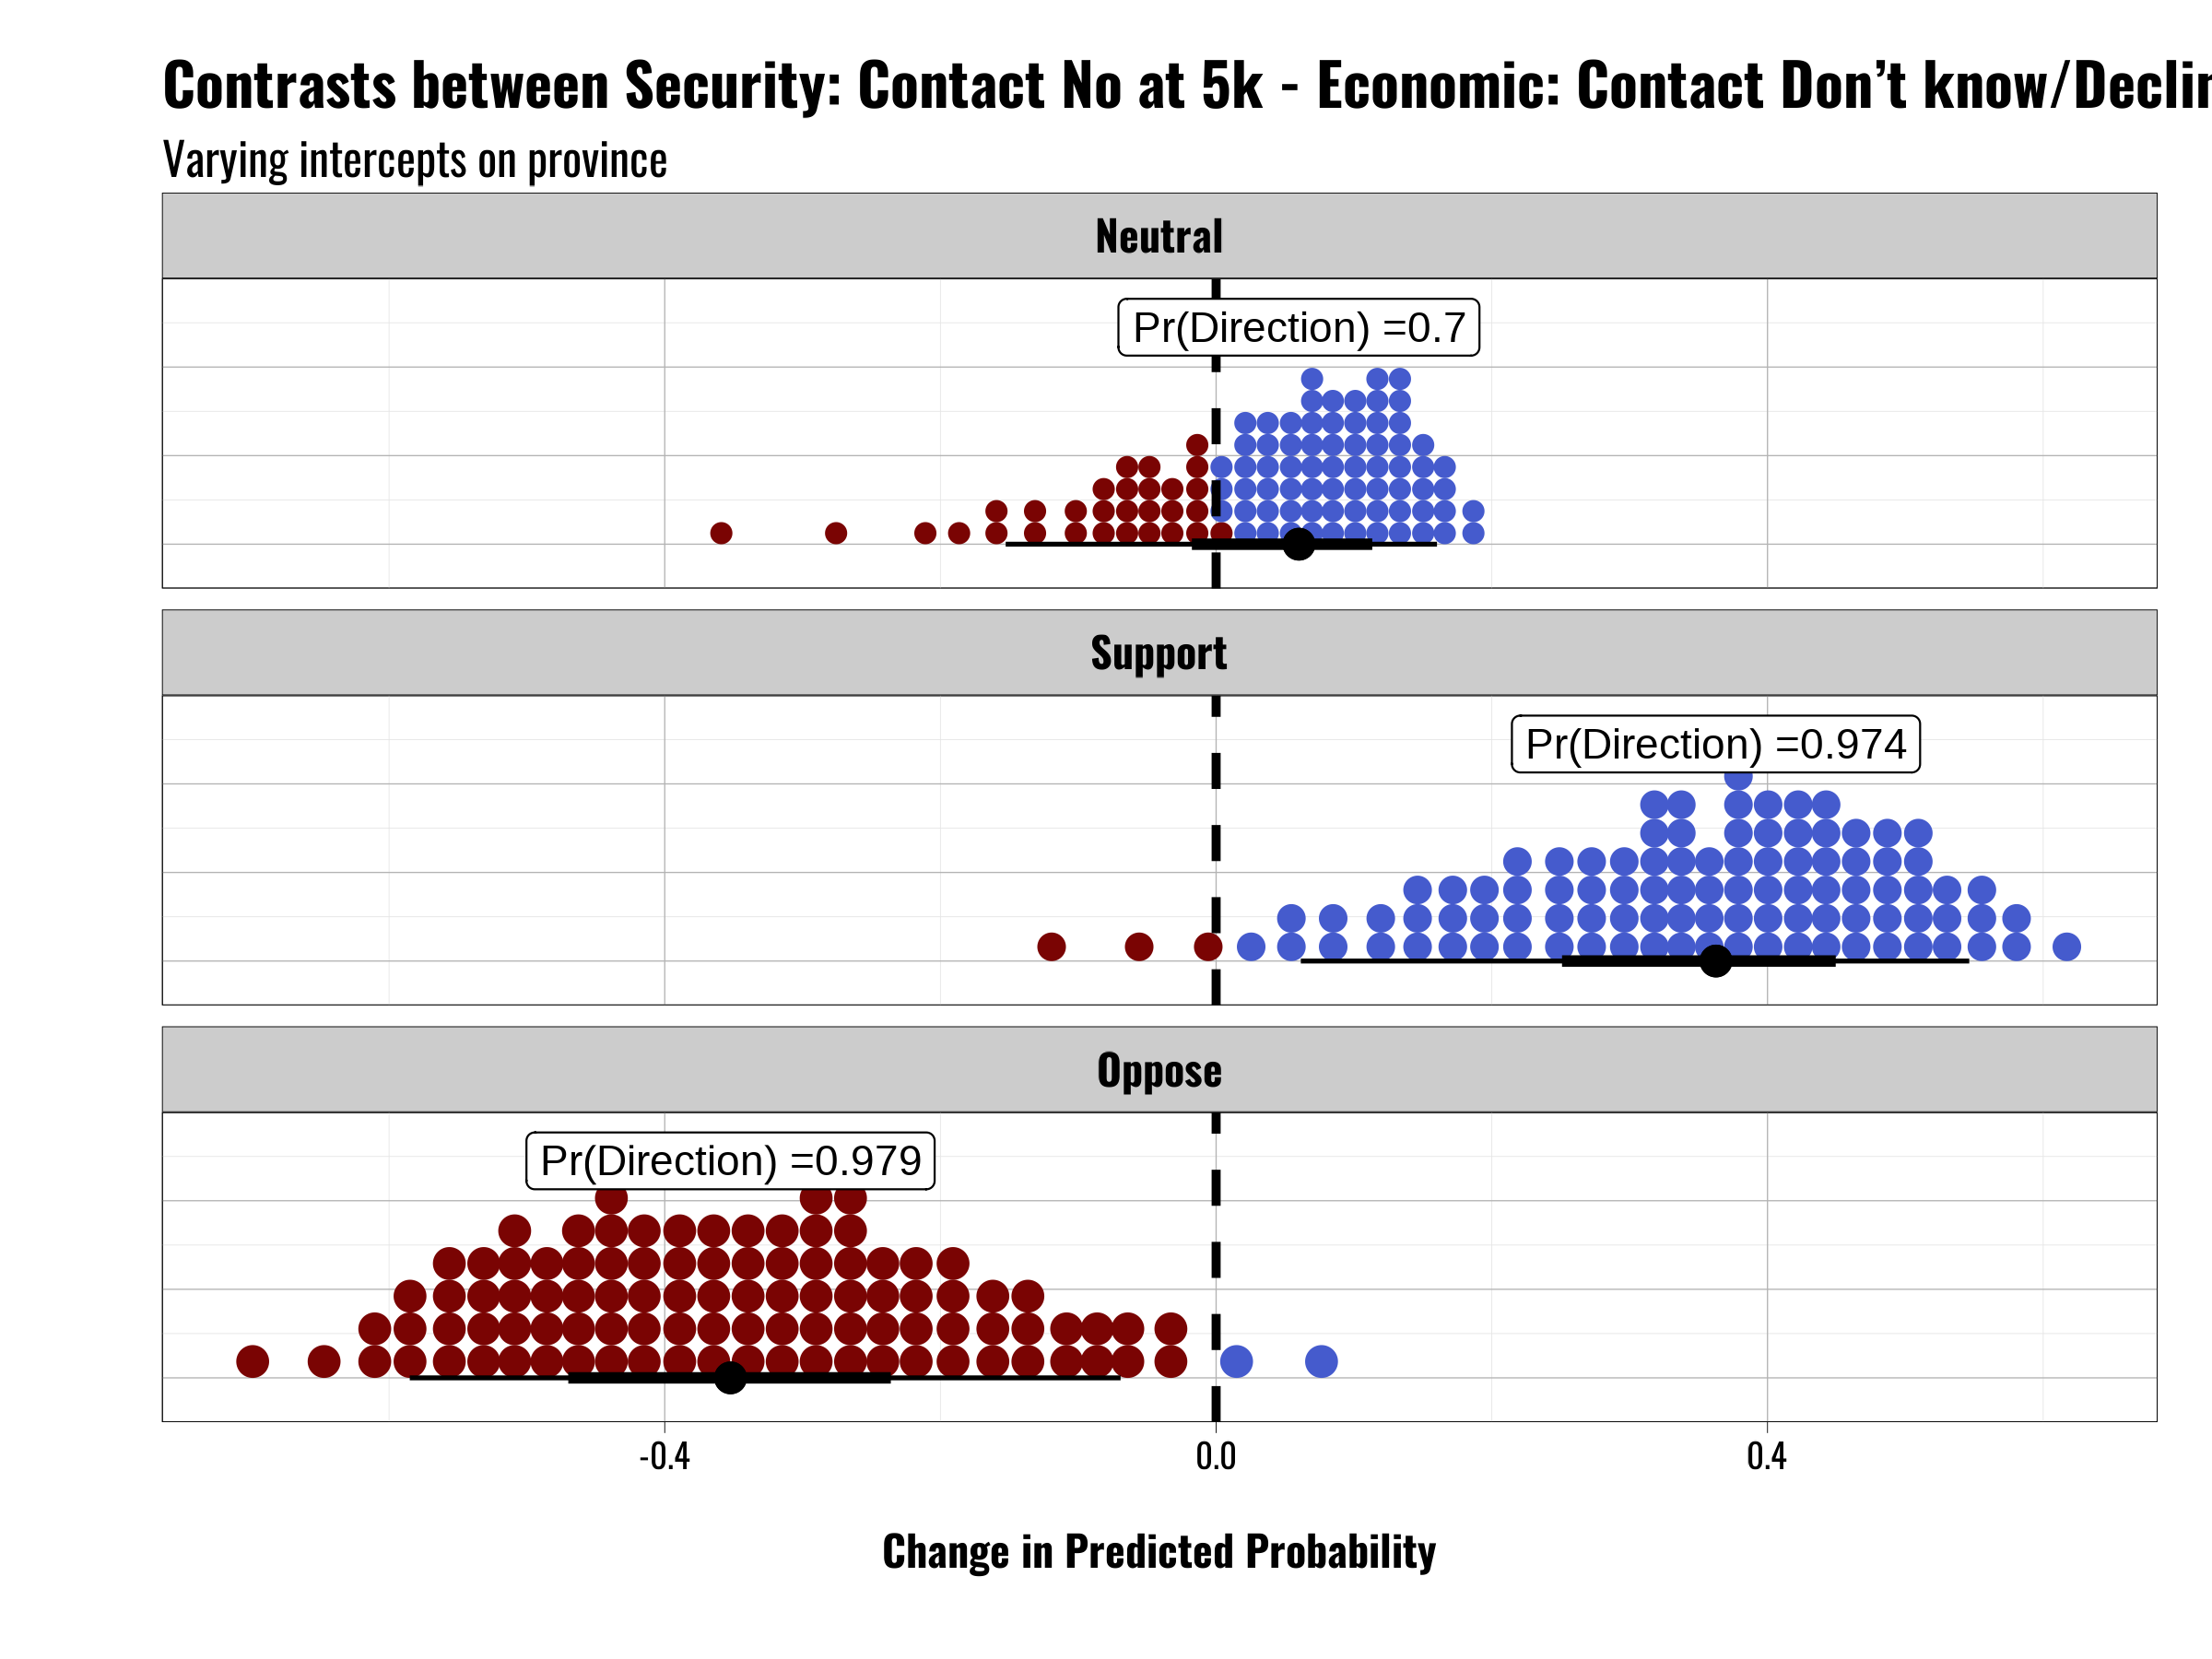 Contrasts between Security: Contact No at 5k - Economic: Contact Don’t know/Declin
Varying intercepts on province
Neutral
Pr(Direction) =0.7
Support
Pr(Direction) =0.974
Oppose
Pr(Direction) =0.979
-0.4 0.0 0.4
Change in Predicted Probability